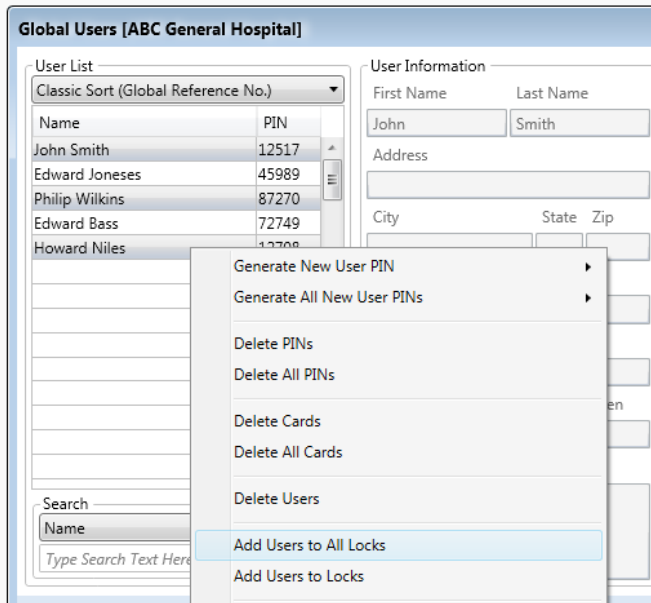 Global Users [ABC General Hospital]
User List
Classic Sort (Global Reference No.)
Name PIN
John Smith 12517
Edward Joneses 45989
Philip Wilkins 87270
Edward Bass 72749
Howard Niles
User Information
First Name Last Name
John Smith
Address
City State Zip
en
Generate New User PIN
Generate All New User PINs
Delete PINs
Delete All PINs
Delete Cards
Delete All Cards
Delete Users
Add Users to All Locks
Add Users to Locks
Search
Name
Type Search Text Here